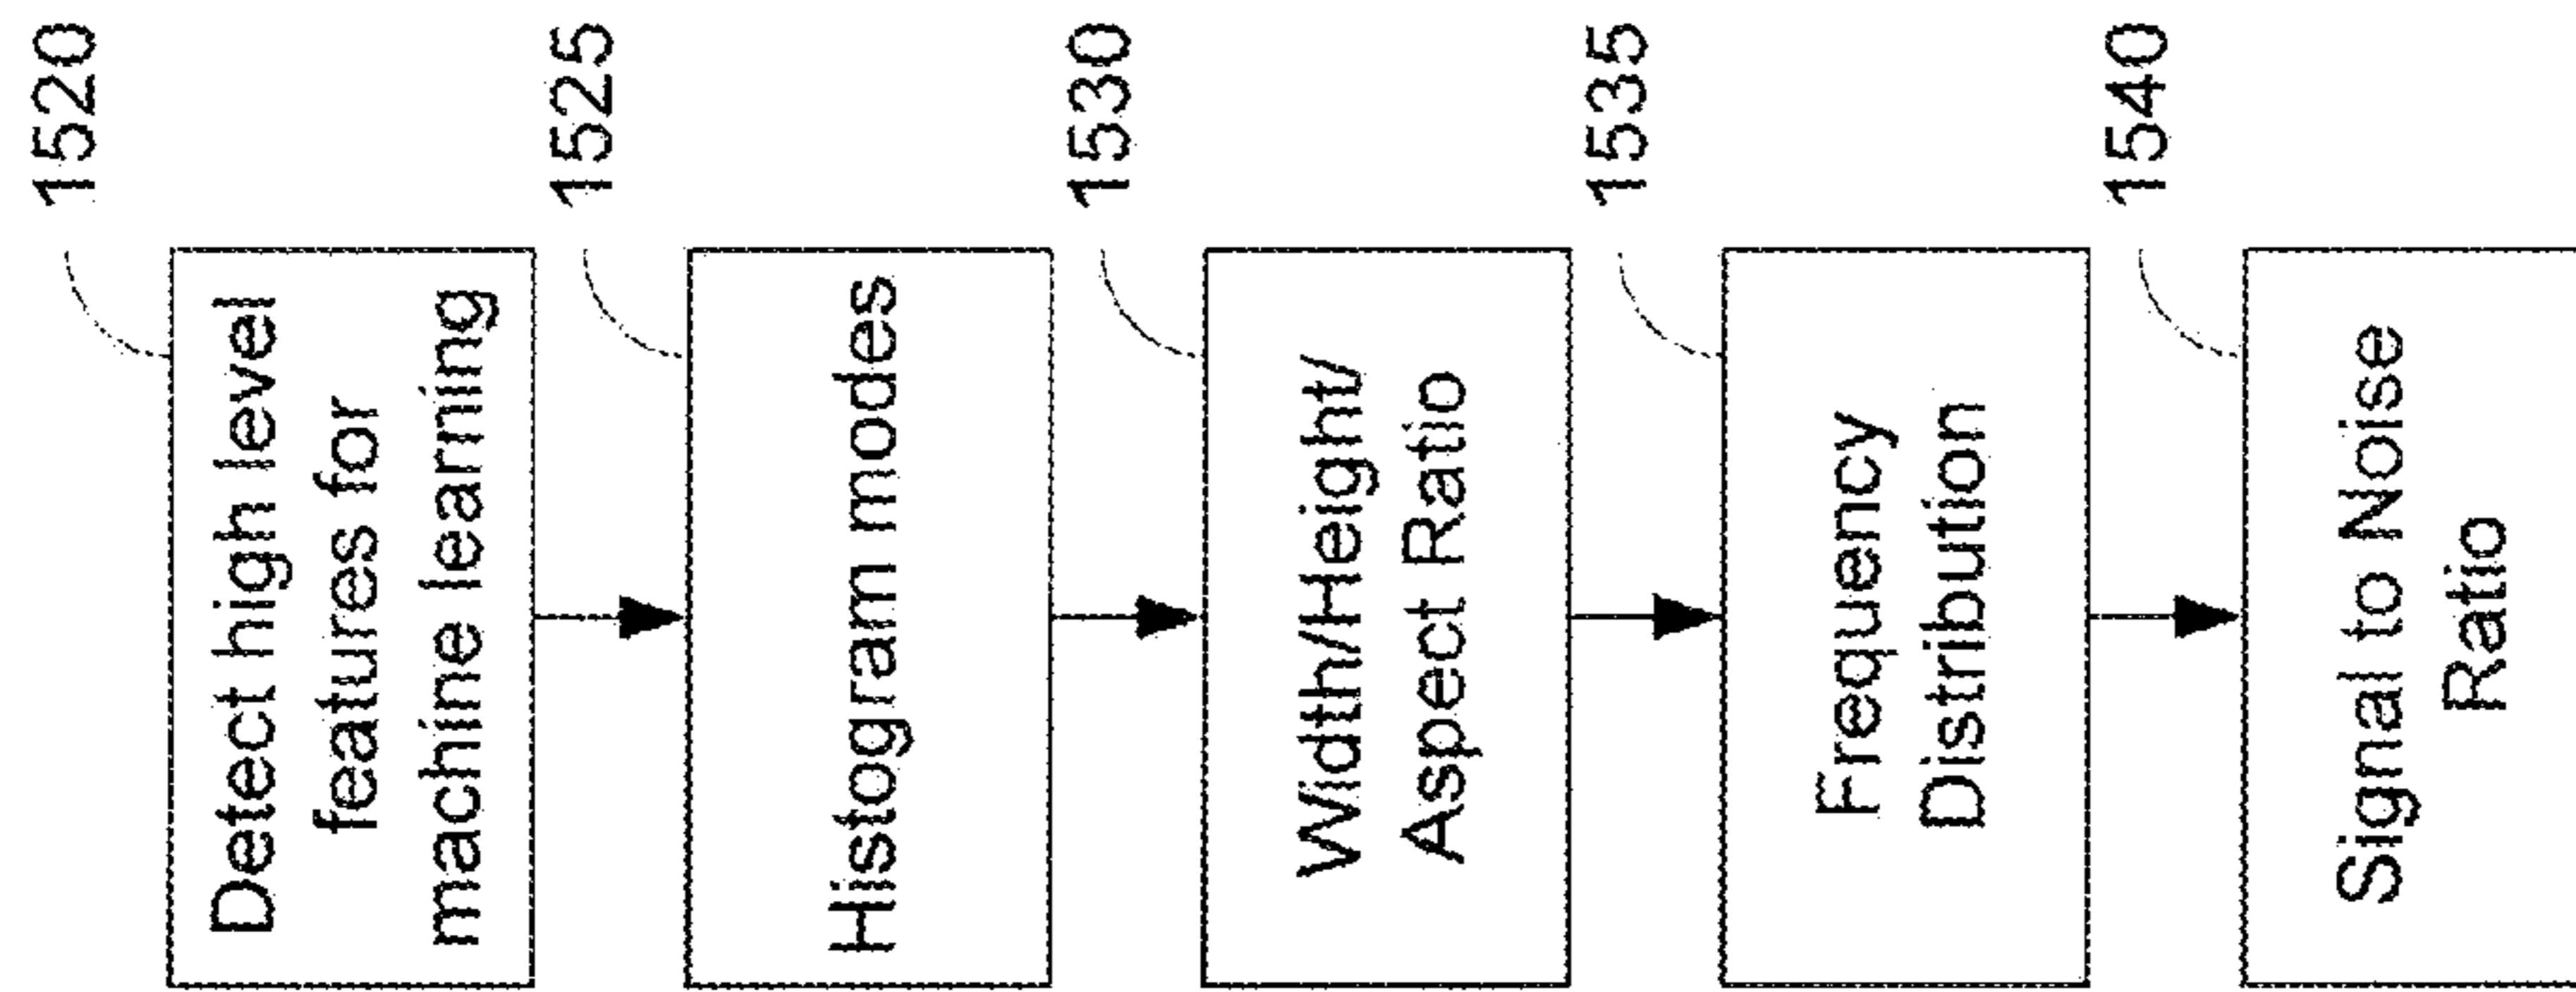 1520
Detect high level
features for
machine learning
1525
Histogram modes
1530
Width/Height/
Aspect Ratio
1535
Frequency
Distribution
1540
Signal to Noise
Ratio